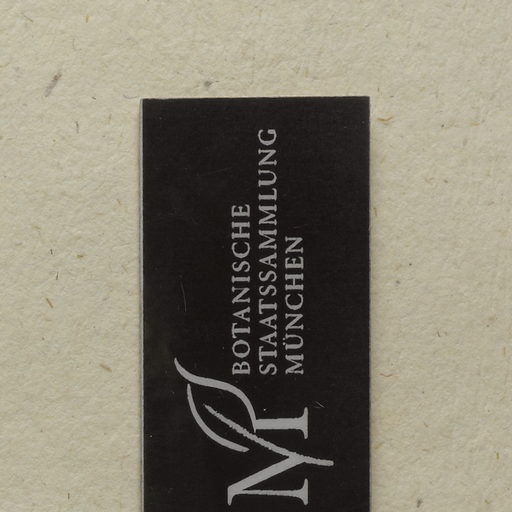 M
BOTANISCHE
STAATSSAMMLUNG
MÜNCHEN